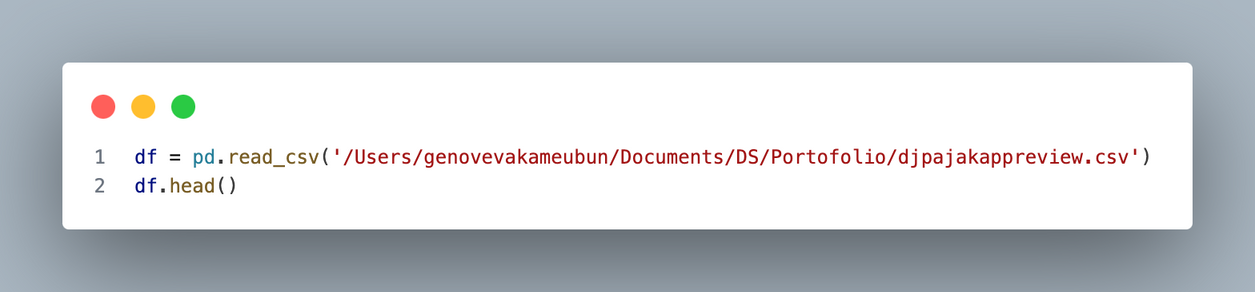 1 df = pd.read_csv('/Users/genovevakameubun/Documents/DS/Portofolio/djpajakappreview.csv')
2 df.head()